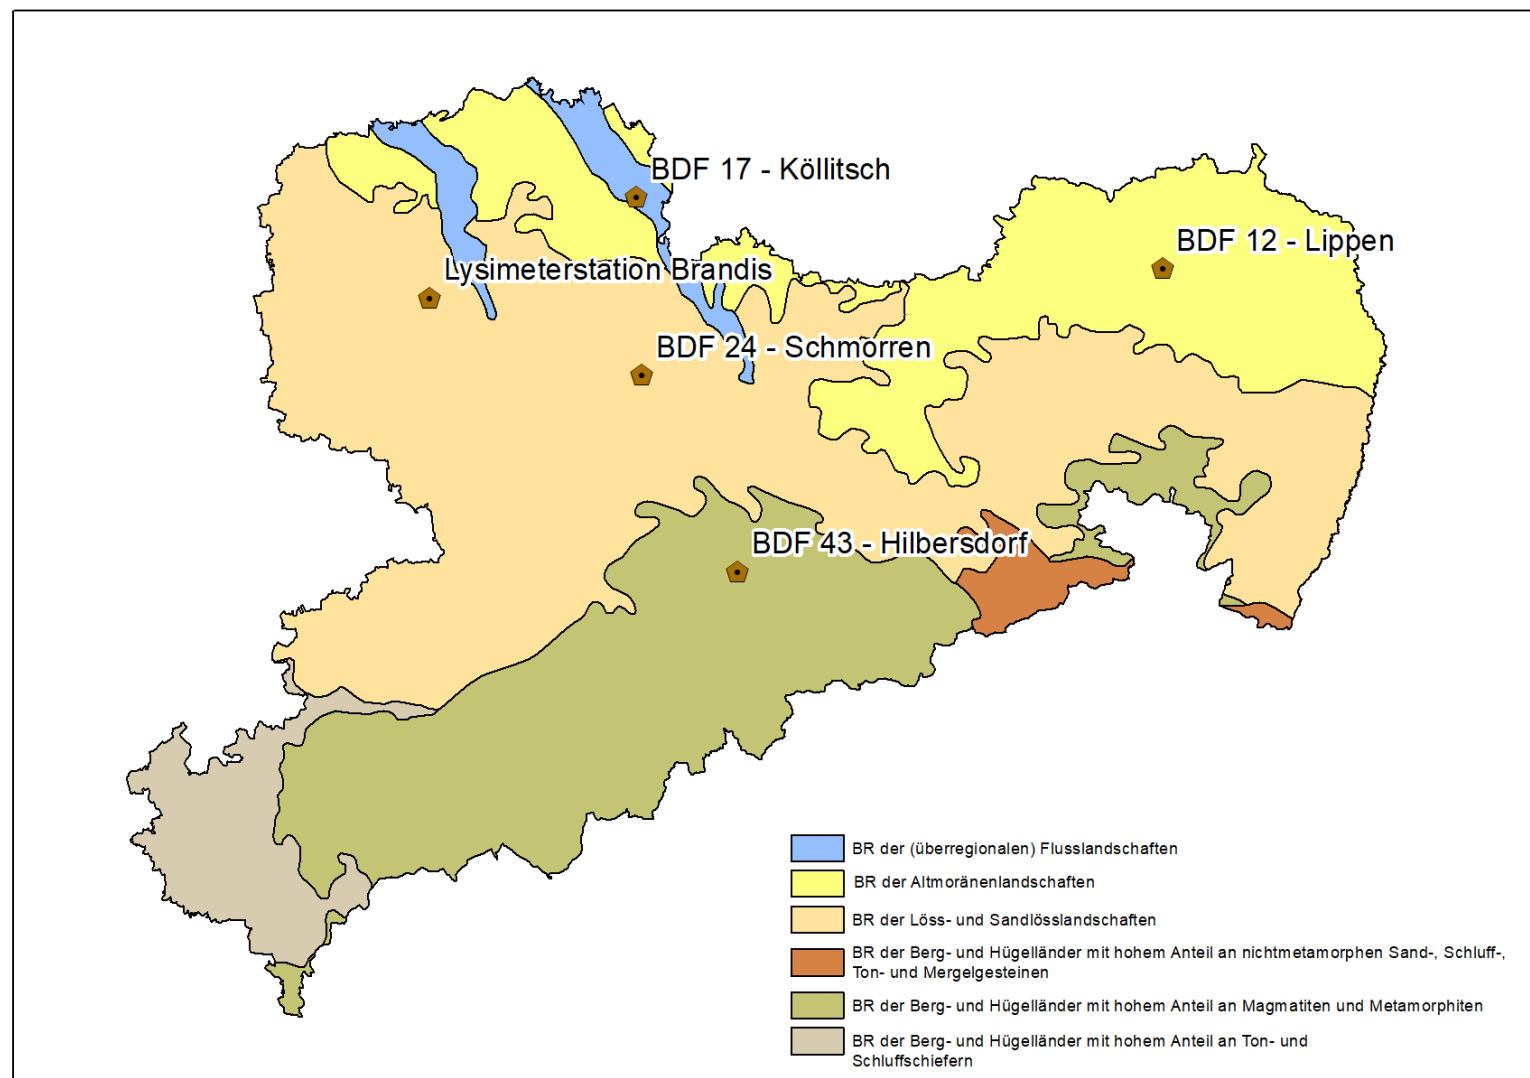 BDF 17 - Köllitsch
BDF 12 - Lippen
Lysimeterstation Brandis
BDF 24 - Schmorren
BDF 43 - Hilbersdorf
BR der (überregionalen) Flusslandschaften
BR der Altmoränenlandschaften
BR der Löss- und Sandlösslandschaften
BR der Berg- und Hügelländer mit hohem Anteil an nichtmetamorphen Sand-, Schluff-,
Ton- und Mergelgesteinen
BR der Berg- und Hügelländer mit hohem Anteil an Magmatiten und Metamorphiten
BR der Berg- und Hügelländer mit hohem Anteil an Ton- und
Schluffschiefern